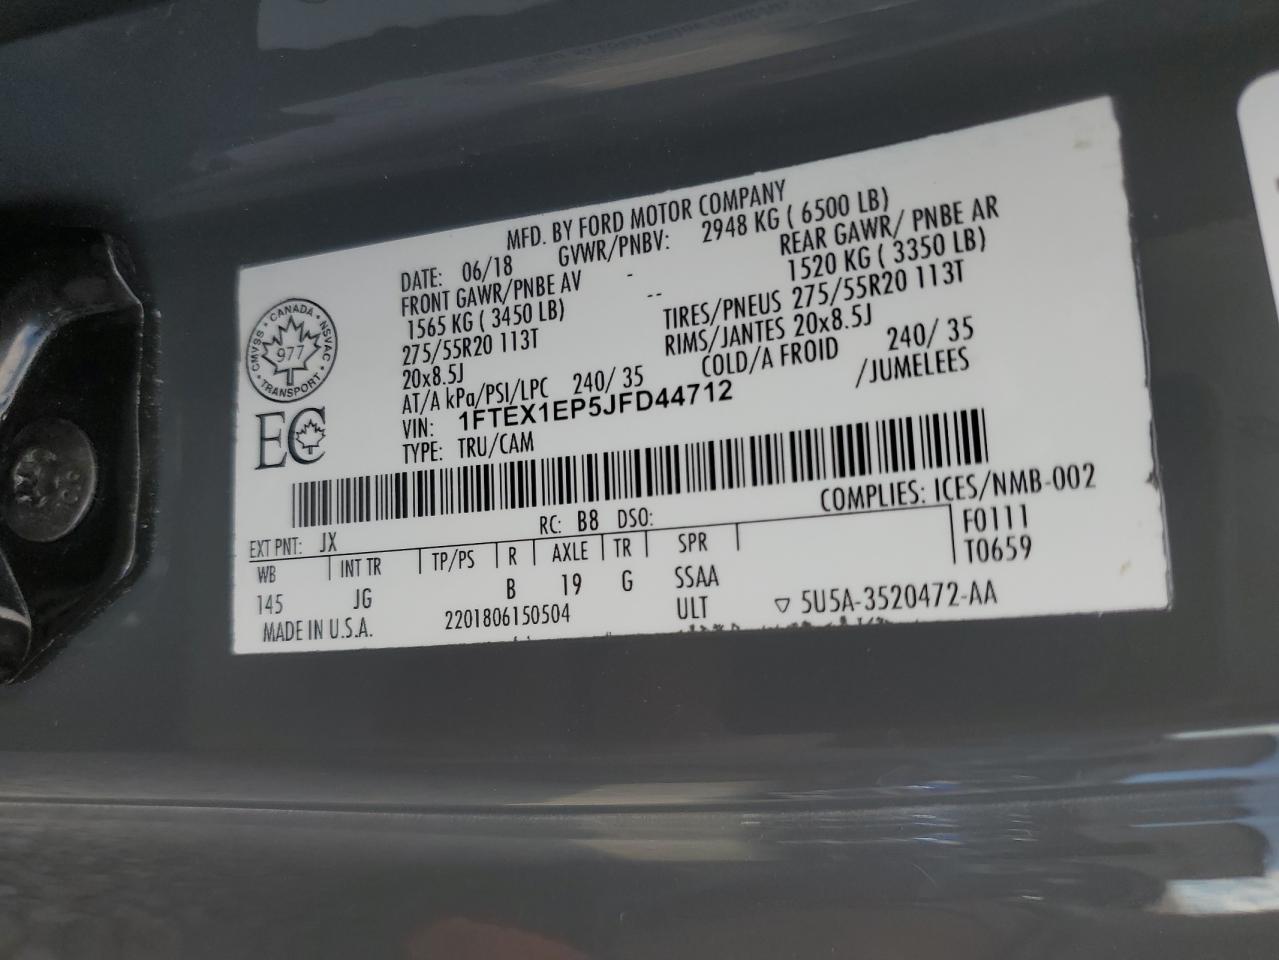 MFD. BY FORD MOTOR COMPANY
DATE: 06/18 GVWR/PNBV: 2948 KG ( 6500 LB)
FRONT GAWR/PNBE AV - REAR GAWR/ PNBE AR
1565 KG ( 3450 LB) -- 1520 KG ( 3350 LB)
275/55R20 113T TIRES/PNEUS 275/55R20 113T
20x8.5J RIMS/JANTES 20x8.5J
AT/A kPa/PSI/LPC 240/ 35 COLD/A FROID 240/ 35
VIN: 1FTEX1EP5JFD44712 /JUMELEES
TYPE: TRU/CAM
CANADA
CMVSS NSVAC
977
TRANSPORT
EC
COMPLIES: ICES/NMB-002
EXT PNT: JX RC: B8 DSO: F0111
WB INT TR TP/PS R AXLE TR SPR T0659
145 JG B 19 G SSAA
MADE IN U.S.A. 2201806150504 ULT ▽ 5U5A-3520472-AA